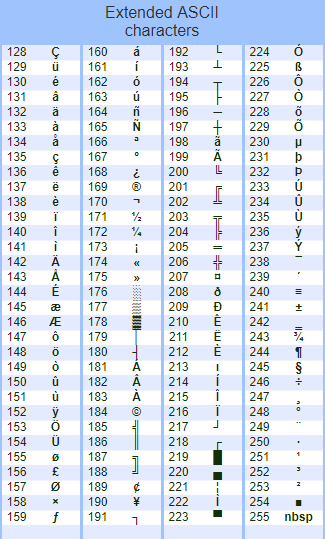 Extended ASCII
characters
128 Ç 160 á 192 └ 224 Ó
129 ü 161 í 193 ┴ 225 ß
130 é 162 ó 194 ┬ 226 Ô
131 â 163 ú 195 ├ 227 Ò
132 ä 164 ñ 196 ─ 228 õ
133 à 165 Ñ 197 ┼ 229 Õ
134 å 166 ª 198 ã 230 µ
135 ç 167 º 199 Ã 231 þ
136 ê 168 ¿ 200 ╚ 232 Þ
137 ë 169 ® 201 ╔ 233 Ú
138 è 170 ¬ 202 ╩ 234 Û
139 ï 171 ½ 203 ╦ 235 Ù
140 î 172 ¼ 204 ╠ 236 ý
141 ì 173 ¡ 205 ═ 237 Ý
142 Ä 174 « 206 ╬ 238 ¯
143 Å 175 » 207 ¤ 239 ´
144 É 176 ░ 208 ð 240 ≡
145 æ 177 ▒ 209 Ð 241 ±
146 Æ 178 ▓ 210 Ê 242 ‗
147 ô 179 │ 211 Ë 243 ¾
148 ö 180 ┤ 212 È 244 ¶
149 ò 181 Á 213 ı 245 §
150 û 182 Â 214 Í 246 ÷
151 ù 183 À 215 Î 247 ¸
152 ÿ 184 © 216 Ï 248 °
153 Ö 185 ╣ 217 ┘ 249 ¨
154 Ü 186 ║ 218 ┌ 250 ·
155 ø 187 ╗ 219 █ 251 ¹
156 £ 188 ╝ 220 ▄ 252 ³
157 Ø 189 ¢ 221 ¦ 253 ²
158 × 190 ¥ 222 Ì 254 ■
159 ƒ 191 ┐ 223 ▀ 255 nbsp